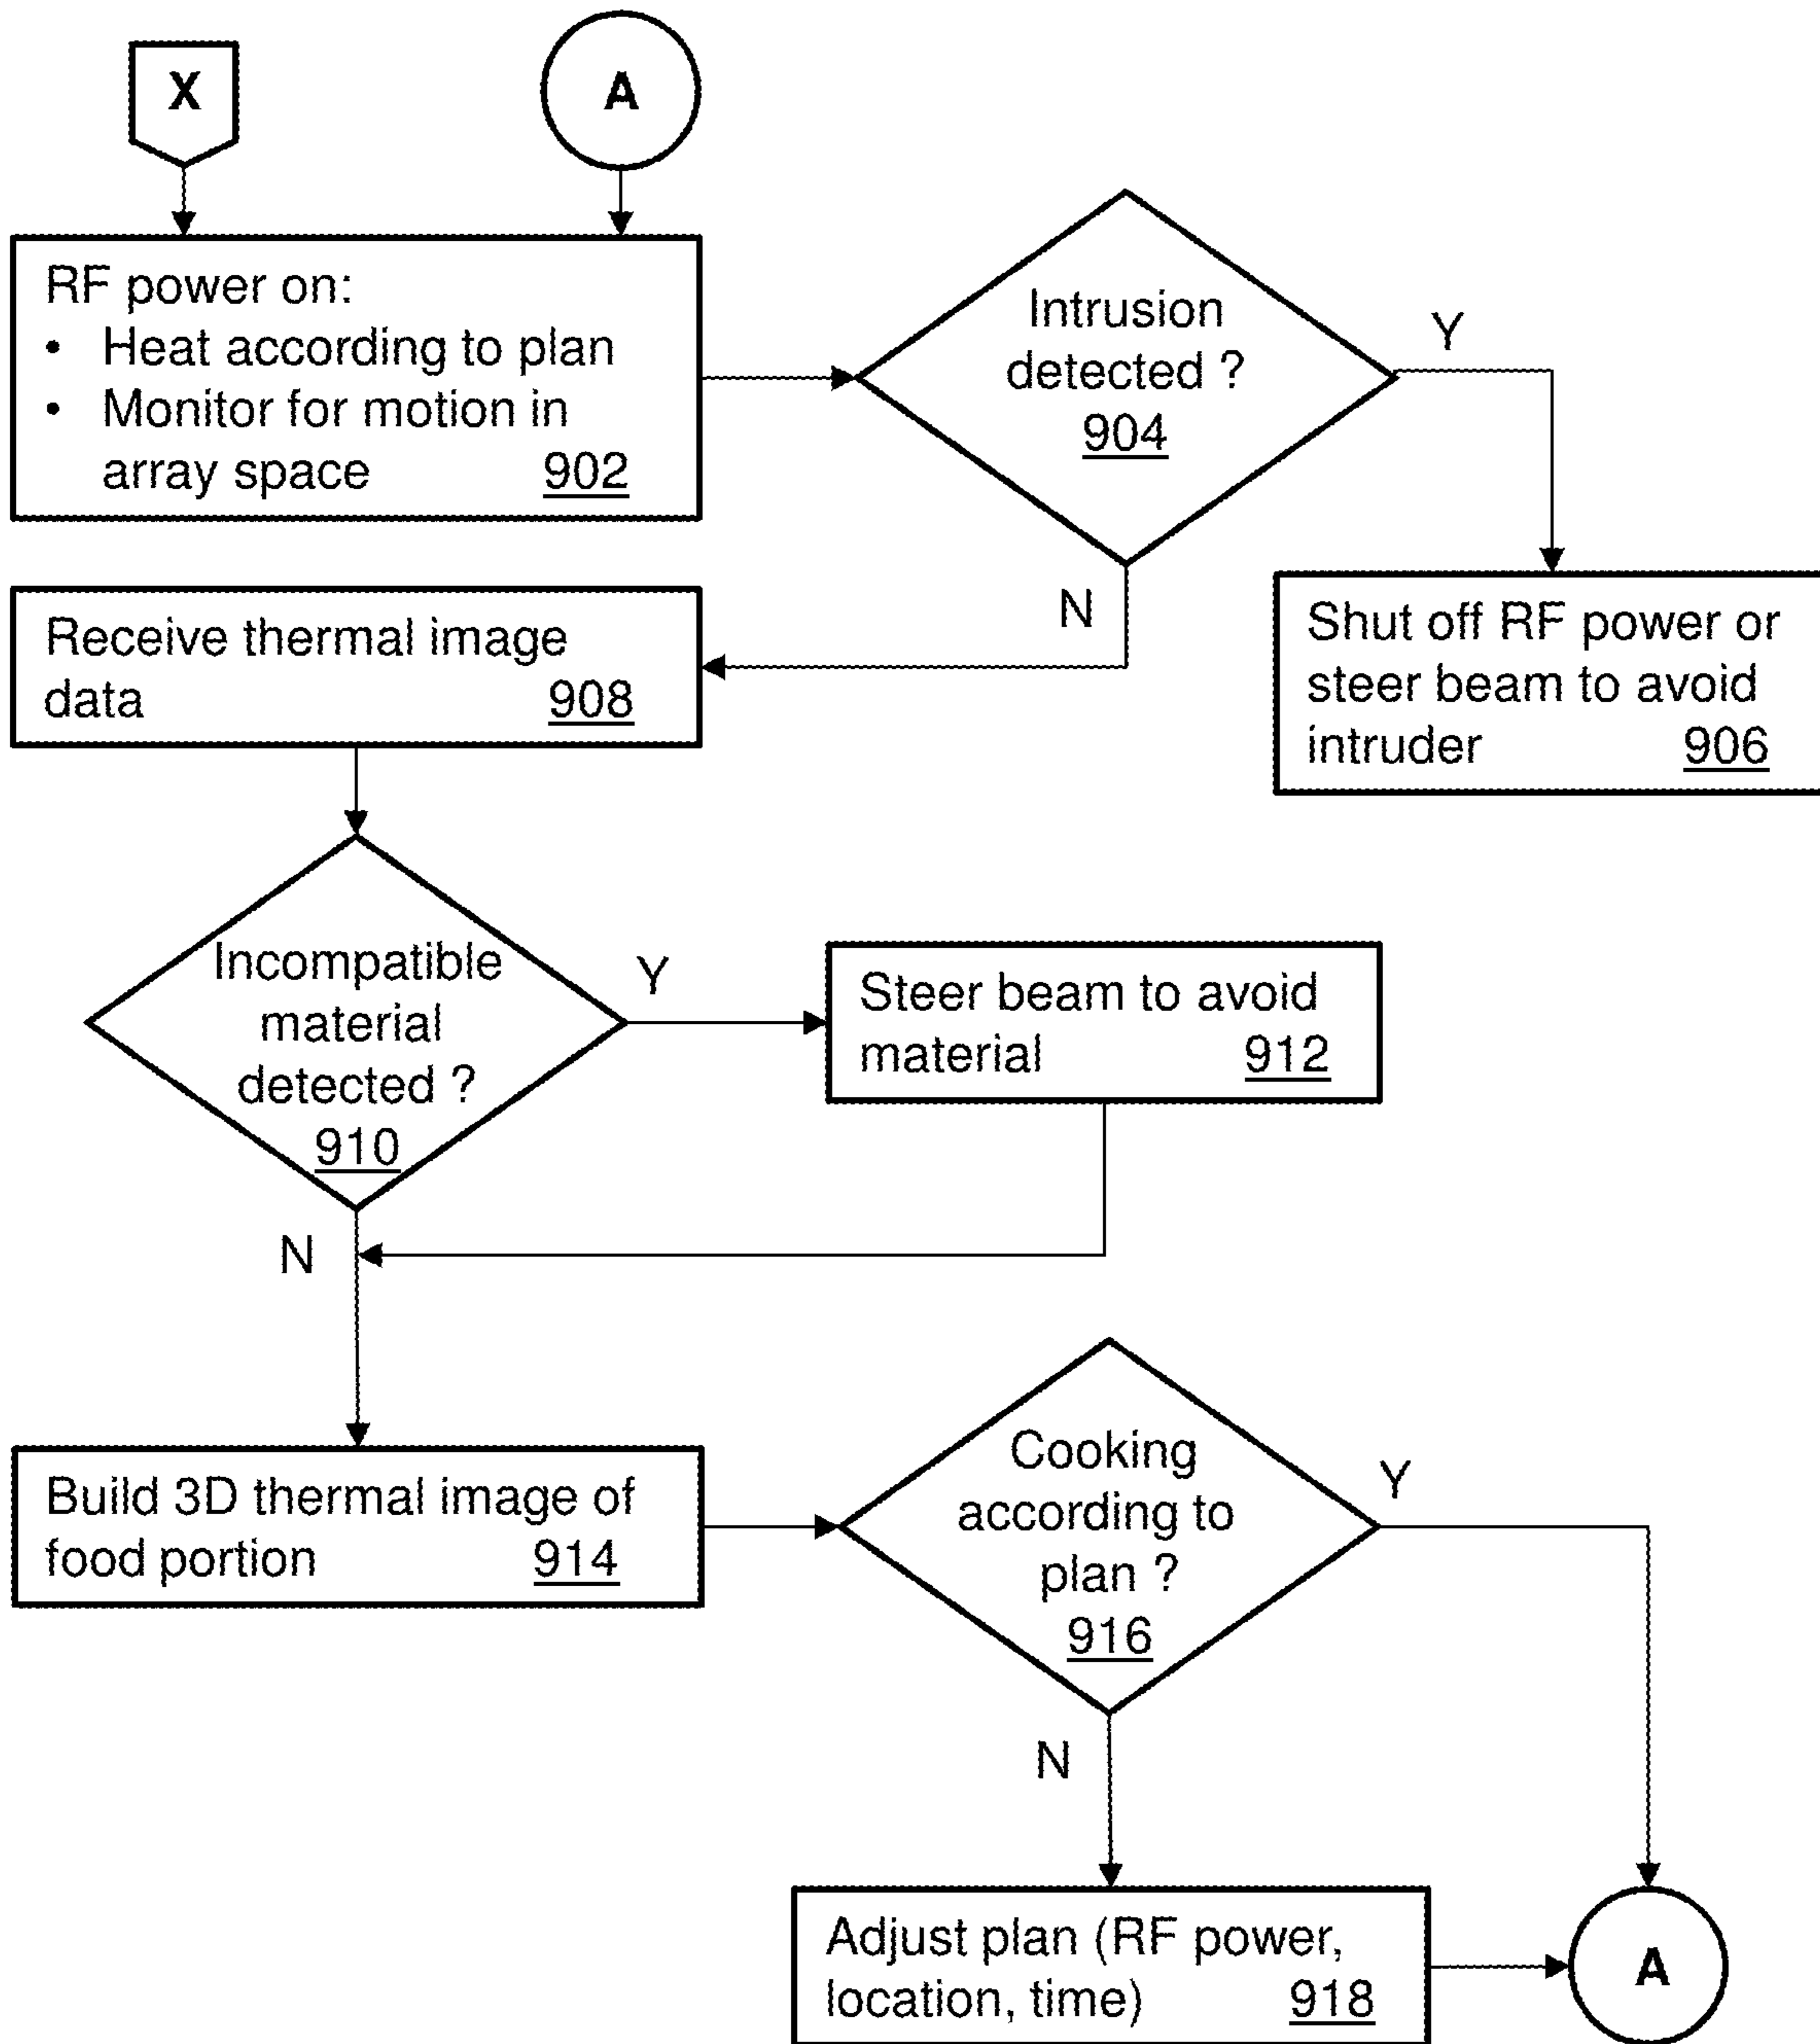 X
A
RF power on:
• Heat according to plan
• Monitor for motion in
array space 902
Intrusion
detected ?
904
Y
N
Shut off RF power or
steer beam to avoid
intruder 906
Receive thermal image
data 908
Incompatible
material
detected ?
910
Y
N
Steer beam to avoid
material 912
Build 3D thermal image of
food portion 914
Cooking
according to
plan ?
916
Y
N
Adjust plan (RF power,
location, time) 918
A